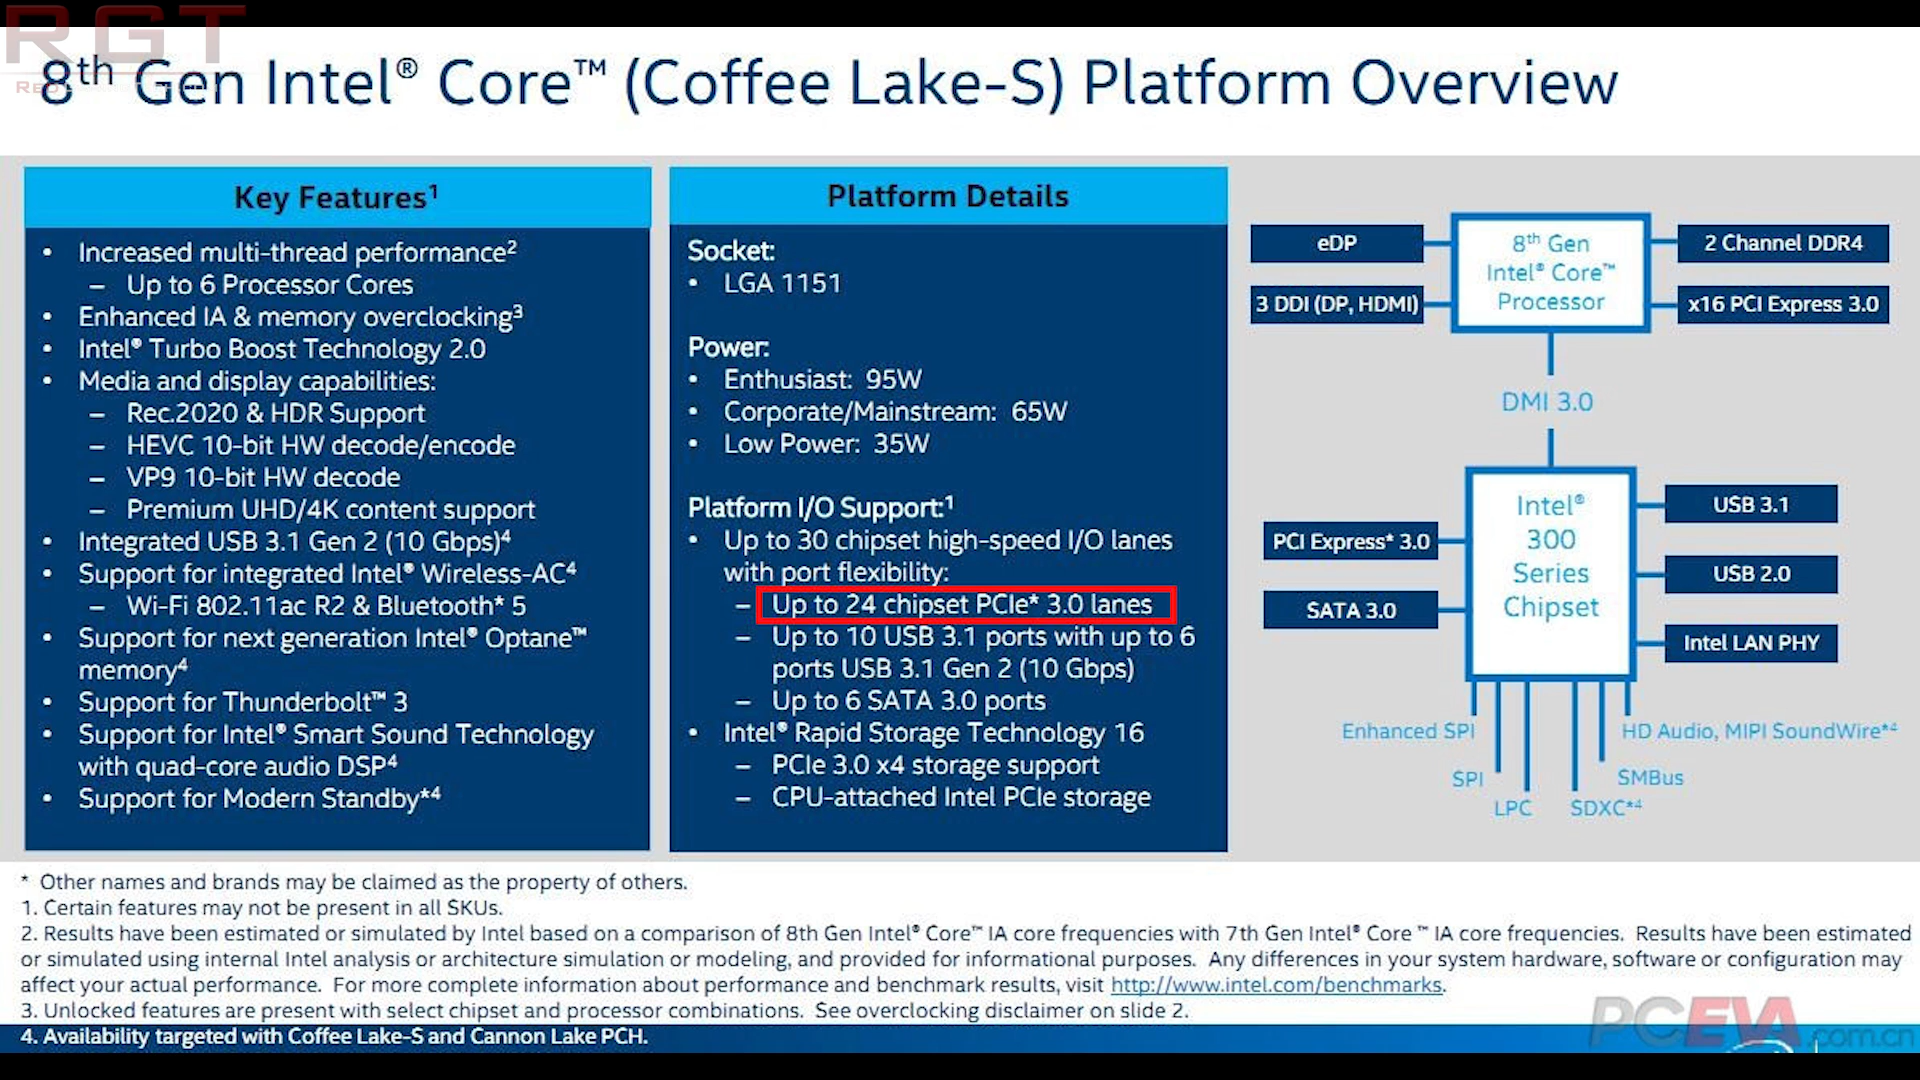 RGT
8th Gen Intel® Core™ (Coffee Lake-S) Platform Overview
Key Features1
• Increased multi-thread performance2
– Up to 6 Processor Cores
• Enhanced IA & memory overclocking3
• Intel® Turbo Boost Technology 2.0
• Media and display capabilities:
– Rec.2020 & HDR Support
– HEVC 10-bit HW decode/encode
– VP9 10-bit HW decode
– Premium UHD/4K content support
• Integrated USB 3.1 Gen 2 (10 Gbps)4
• Support for integrated Intel® Wireless-AC4
– Wi-Fi 802.11ac R2 & Bluetooth* 5
• Support for next generation Intel® Optane™
memory4
• Support for Thunderbolt™ 3
• Support for Intel® Smart Sound Technology
with quad-core audio DSP4
• Support for Modern Standby*4
Platform Details
Socket:
• LGA 1151
Power:
• Enthusiast: 95W
• Corporate/Mainstream: 65W
• Low Power: 35W
Platform I/O Support:1
• Up to 30 chipset high-speed I/O lanes
with port flexibility:
– Up to 24 chipset PCIe* 3.0 lanes
– Up to 10 USB 3.1 ports with up to 6
ports USB 3.1 Gen 2 (10 Gbps)
– Up to 6 SATA 3.0 ports
• Intel® Rapid Storage Technology 16
– PCIe 3.0 x4 storage support
– CPU-attached Intel PCIe storage
eDP
3 DDI (DP, HDMI)
8th Gen
Intel® Core™
Processor
2 Channel DDR4
x16 PCI Express 3.0
DMI 3.0
PCI Express* 3.0
SATA 3.0
Intel®
300
Series
Chipset
USB 3.1
USB 2.0
Intel LAN PHY
Enhanced SPI
SPI
LPC
SDXC*4
SMBus
HD Audio, MIPI SoundWire*4
* Other names and brands may be claimed as the property of others.
1. Certain features may not be present in all SKUs.
2. Results have been estimated or simulated by Intel based on a comparison of 8th Gen Intel® Core™ IA core frequencies with 7th Gen Intel® Core ™ IA core frequencies. Results have been estimated
or simulated using internal Intel analysis or architecture simulation or modeling, and provided for informational purposes. Any differences in your system hardware, software or configuration may
affect your actual performance. For more complete information about performance and benchmark results, visit http://www.intel.com/benchmarks.
3. Unlocked features are present with select chipset and processor combinations. See overclocking disclaimer on slide 2.
4. Availability targeted with Coffee Lake-S and Cannon Lake PCH.
PCEVA.com.cn